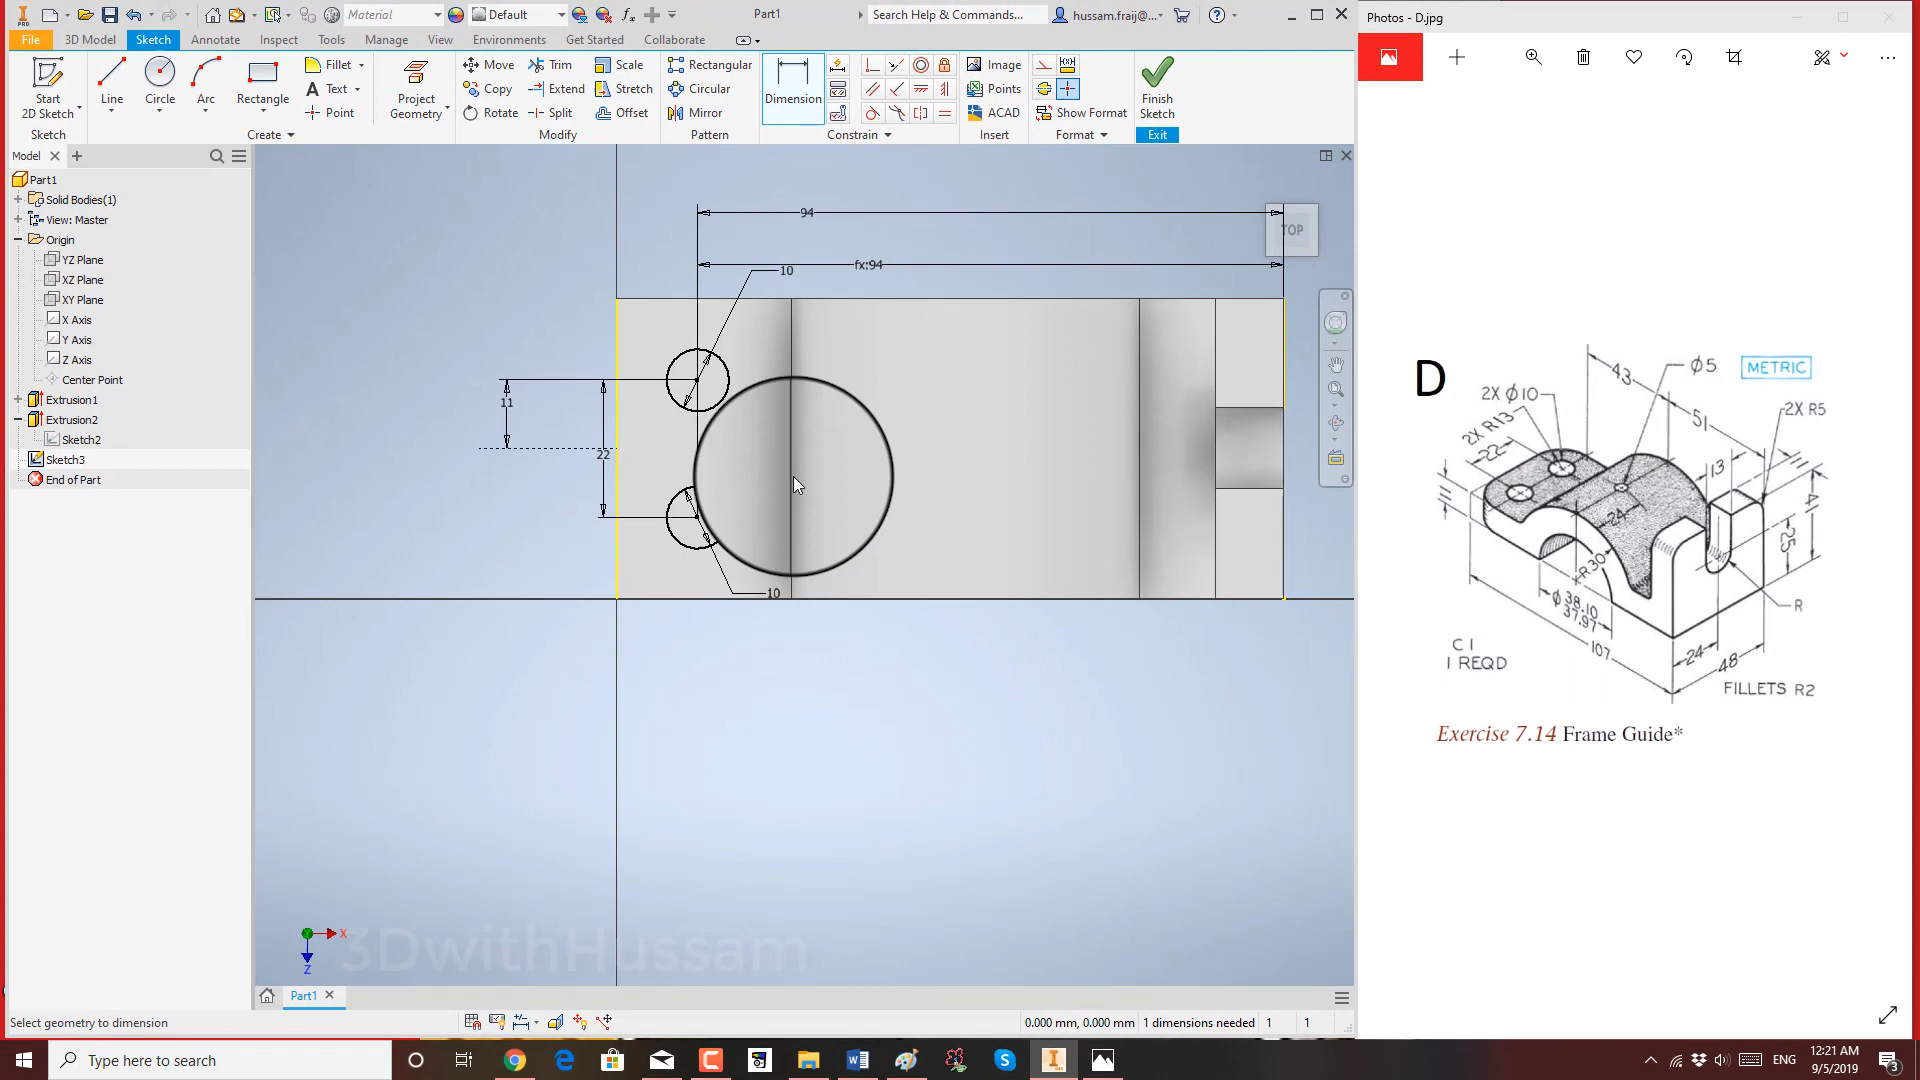 Material
Default
Part1
Search Help & Commands...
hussam.fraij@...
Photos - D.jpg
PRO
File
3D Model
Sketch
Annotate
Inspect
Tools
Manage
View
Environments
Get Started
Collaborate
Start
2D Sketch
Line
Circle
Arc
Rectangle
Fillet
Text
Point
Project
Geometry
Move
Copy
Rotate
Trim
Extend
Split
Scale
Stretch
Offset
Rectangular
Circular
Mirror
Dimension
Image
Points
ACAD
Show Format
Finish
Sketch
Sketch
Create
Modify
Pattern
Constrain
Insert
Format
Exit
Model
Part1
Solid Bodies(1)
View: Master
Origin
YZ Plane
XZ Plane
XY Plane
X Axis
Y Axis
Z Axis
Center Point
Extrusion1
Extrusion2
Sketch2
Sketch3
End of Part
94
TOP
fx:94
10
11
22
10
X
Z
3DwithHussam
D
43
Φ5
METRIC
2X Φ10
51
2X R5
2X R13
22
13
11
41
11
24
25
R30
Φ 38.10
37.97
R
107
C1
1 REQD
24
48
FILLETS R2
Exercise 7.14 Frame Guide*
Part1
Select geometry to dimension
0.000 mm, 0.000 mm
1 dimensions needed
1
1
Type here to search
ENG
12:21 AM
9/5/2019
3